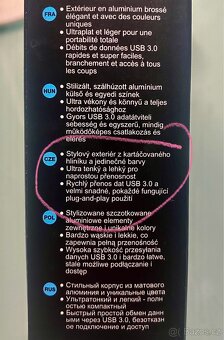 FRA
• Extérieur en aluminium brossé
élégant et avec des couleurs
uniques
• Ultraplat et léger pour une
portabilité totale
• Débits de données USB 3.0
rapides et super faciles,
branchement et accès à tous
les coups
HUN
• Stilizált, szálhúzott alumínium
külső és egyedi színek
• Ultra vékony és könnyű a teljes
hordozhatósághoz
• Gyors USB 3.0 adatátviteli
sebesség és egyszerű, mindig
működőképes csatlakozás és
elérés
CZE
• Stylový exteriér z kartáčovaného
hliníku a jedinečné barvy
• Ultra tenký a lehký pro
naprostou přenosnost
• Rychlý přenos dat USB 3.0 a
velmi snadné, pokaždé fungující
plug-and-play použití
POL
• Stylizowane szczotkowane
aluminiowe elementy
zewnętrzne i unikalne kolory
• Bardzo wąskie i lekkie, co
zapewnia pełną przenośność
• Wysoka szybkość przesyłania
danych USB 3.0 i bardzo łatwe,
stale możliwe podłączanie i
dostęp
RUS
• Стильный корпус из матового
алюминия и уникальные цвета
• Ультратонкий и легкий - полн
остью компактный
• Быстрый простой обмен данн
ыми через USB 3.0, безотказн
ое подключение и доступ